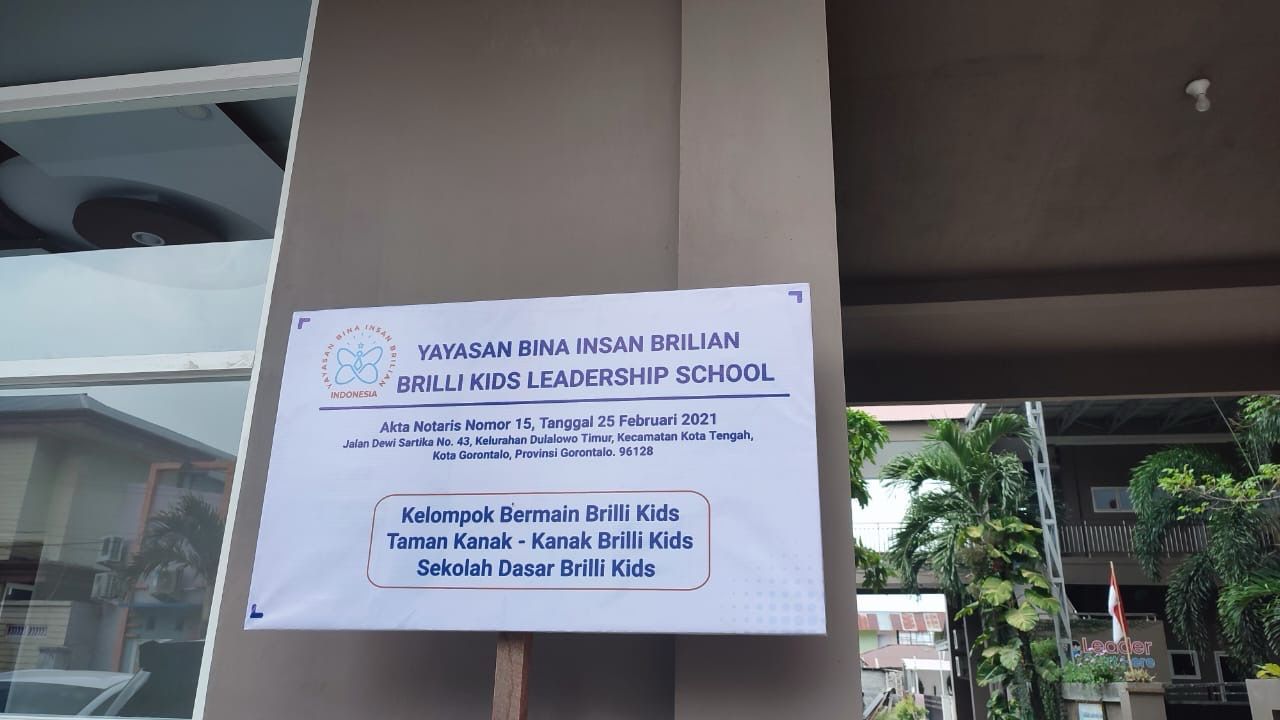 YAYASAN BINA INSAN BRILIAN
INDONESIA
YAYASAN BINA INSAN BRILIAN
BRILLI KIDS LEADERSHIP SCHOOL
Akta Notaris Nomor 15, Tanggal 25 Februari 2021
Jalan Dewi Sartika No. 43, Kelurahan Dulalowo Timur, Kecamatan Kota Tengah,
Kota Gorontalo, Provinsi Gorontalo. 96128
Kelompok Bermain Brilli Kids
Taman Kanak - Kanak Brilli Kids
Sekolah Dasar Brilli Kids
Leader